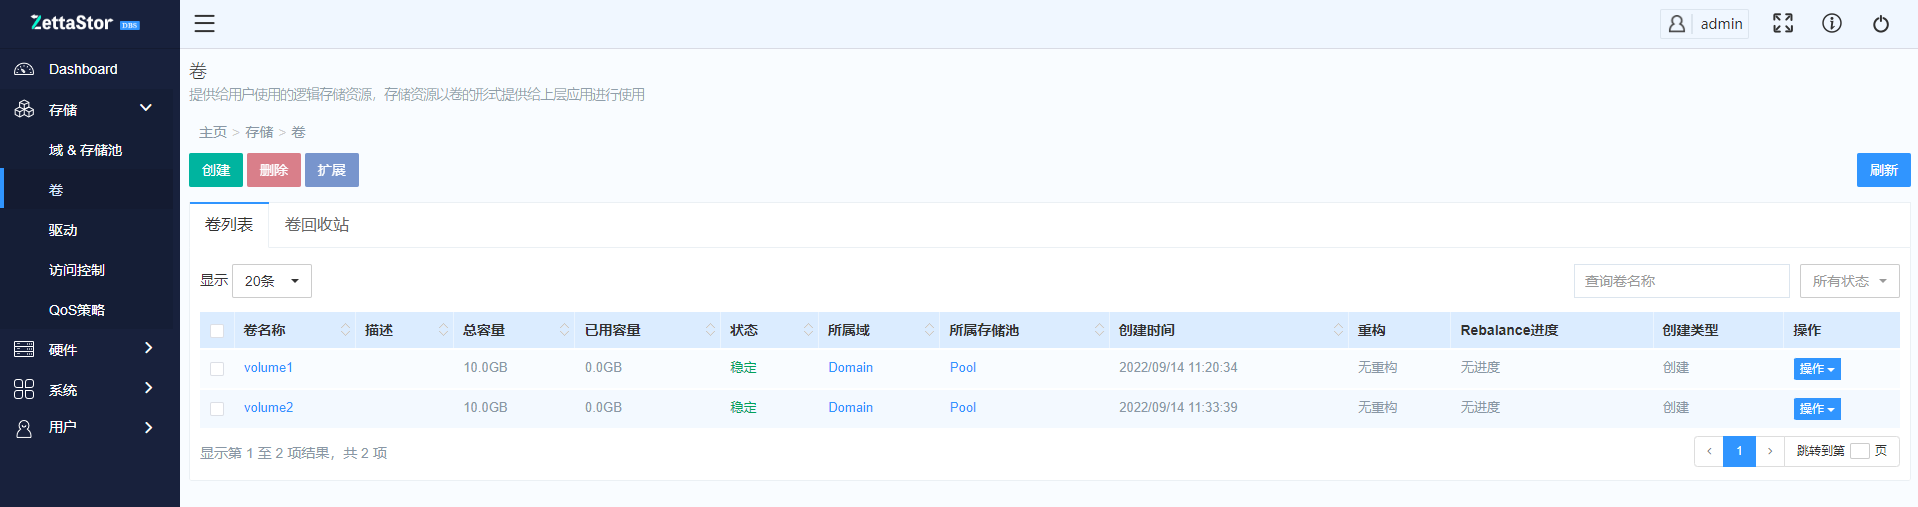 ZettaStor DBS
admin
Dashboard
存储
域 & 存储池
卷
驱动
访问控制
QoS策略
硬件
系统
用户
卷
提供给用户使用的逻辑存储资源，存储资源以卷的形式提供给上层应用进行使用
主页 > 存储 > 卷
创建 删除 扩展 刷新
卷列表 卷回收站
显示 20条 查询卷名称 所有状态
卷名称 描述 总容量 已用容量 状态 所属域 所属存储池 创建时间 重构 Rebalance进度 创建类型 操作
volume1 10.0GB 0.0GB 稳定 Domain Pool 2022/09/14 11:20:34 无重构 无进度 创建 操作
volume2 10.0GB 0.0GB 稳定 Domain Pool 2022/09/14 11:33:39 无重构 无进度 创建 操作
显示第 1 至 2 项结果，共 2 项 ‹ 1 › 跳转到第 页